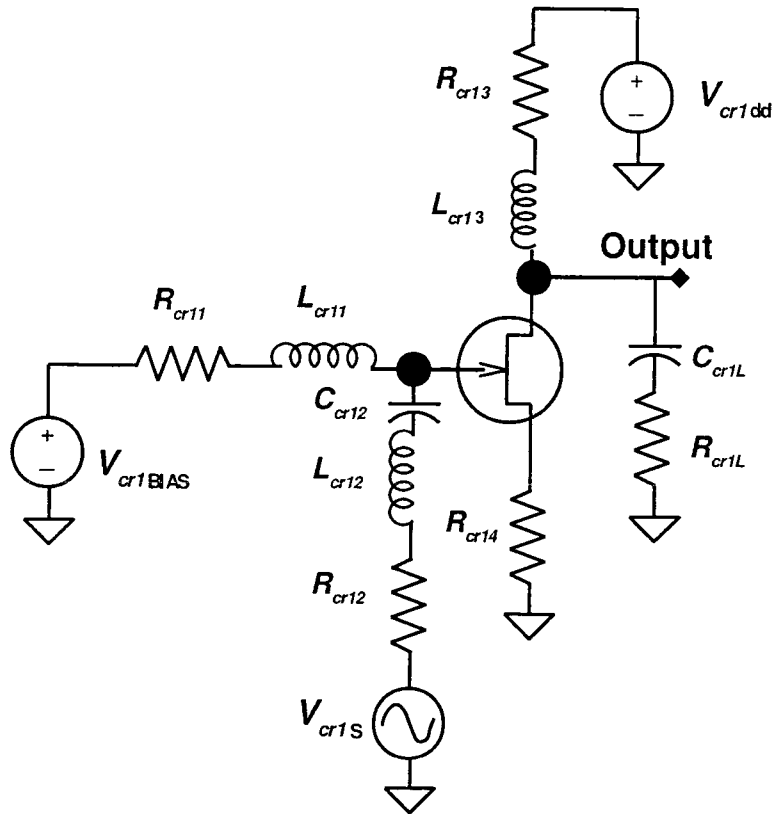 R_cr13
+
−
V_cr1dd
L_cr13
Output
R_cr11
L_cr11
C_cr12
C_cr1L
+
−
V_cr1BIAS
L_cr12
R_cr1L
R_cr14
R_cr12
V_cr1S